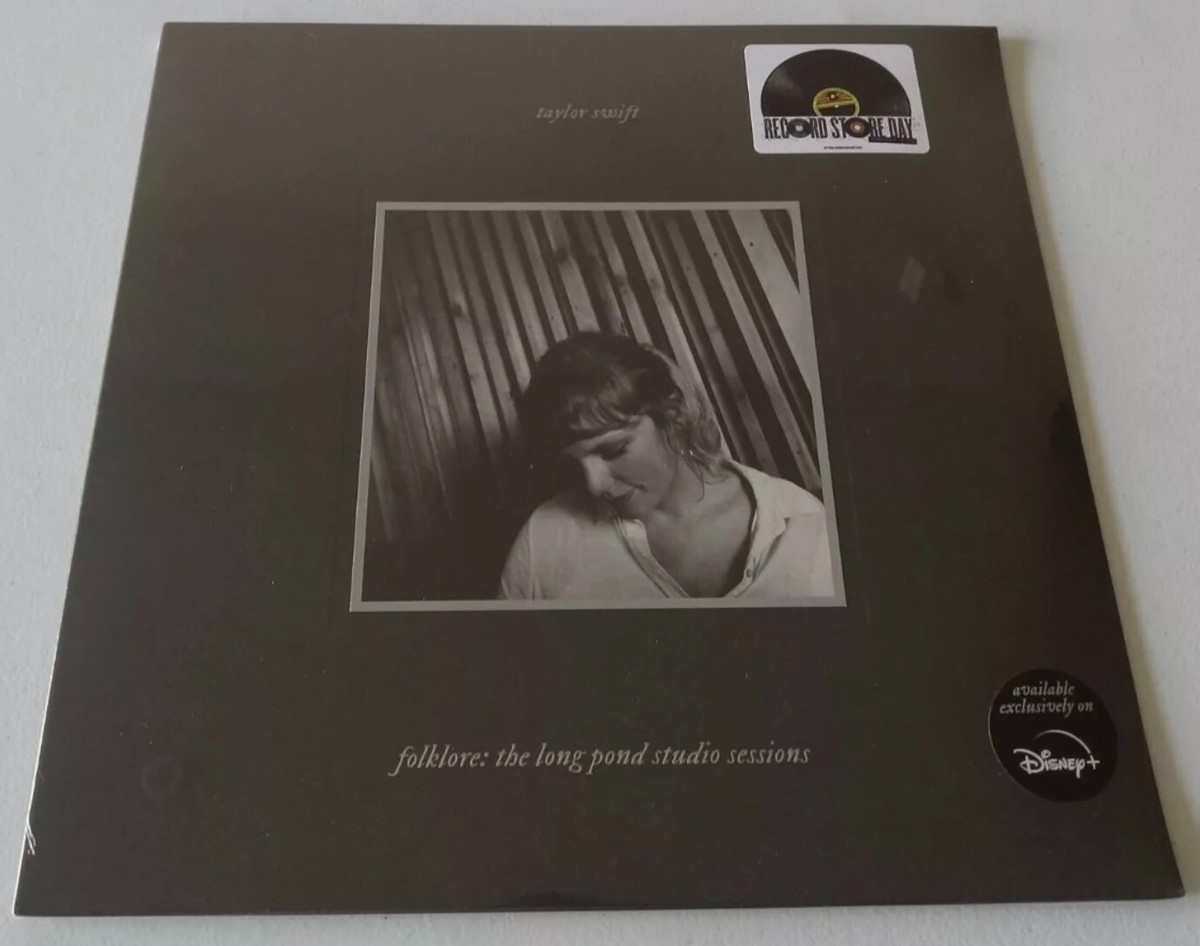 taylor swift
RECORD STORE DAY
folklore: the long pond studio sessions
available
exclusively on
Disney+